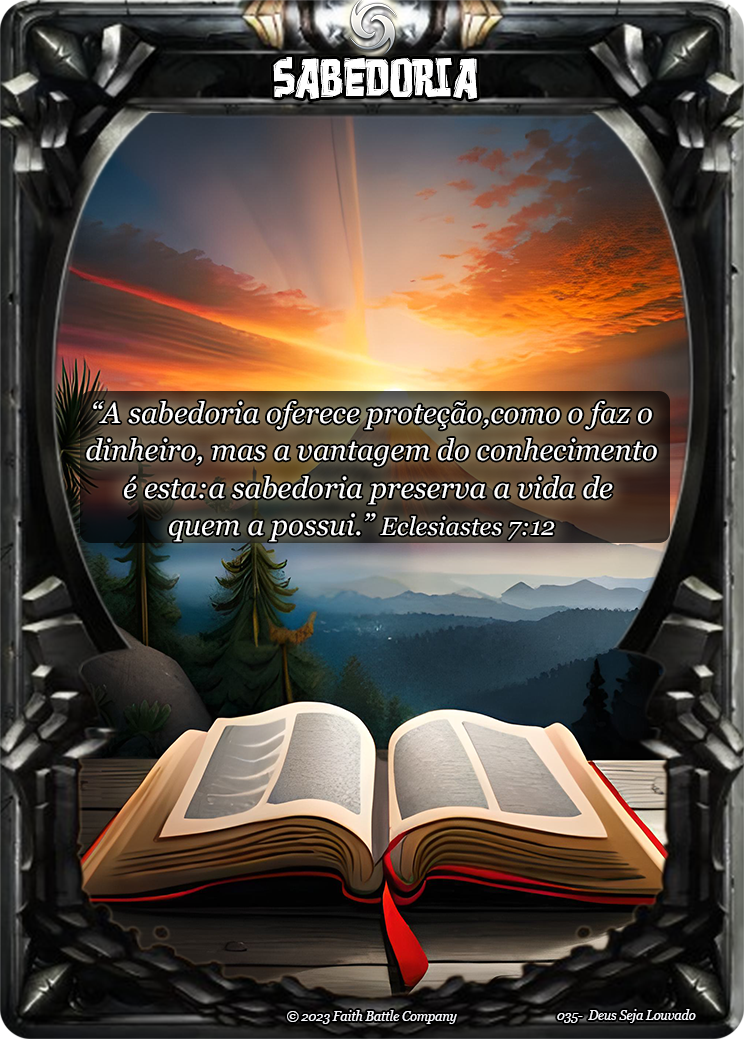 SABEDORIA
“A sabedoria oferece proteção,como o faz o
dinheiro, mas a vantagem do conhecimento
é esta:a sabedoria preserva a vida de
quem a possui.” Eclesiastes 7:12
© 2023 Faith Battle Company
035- Deus Seja Louvado